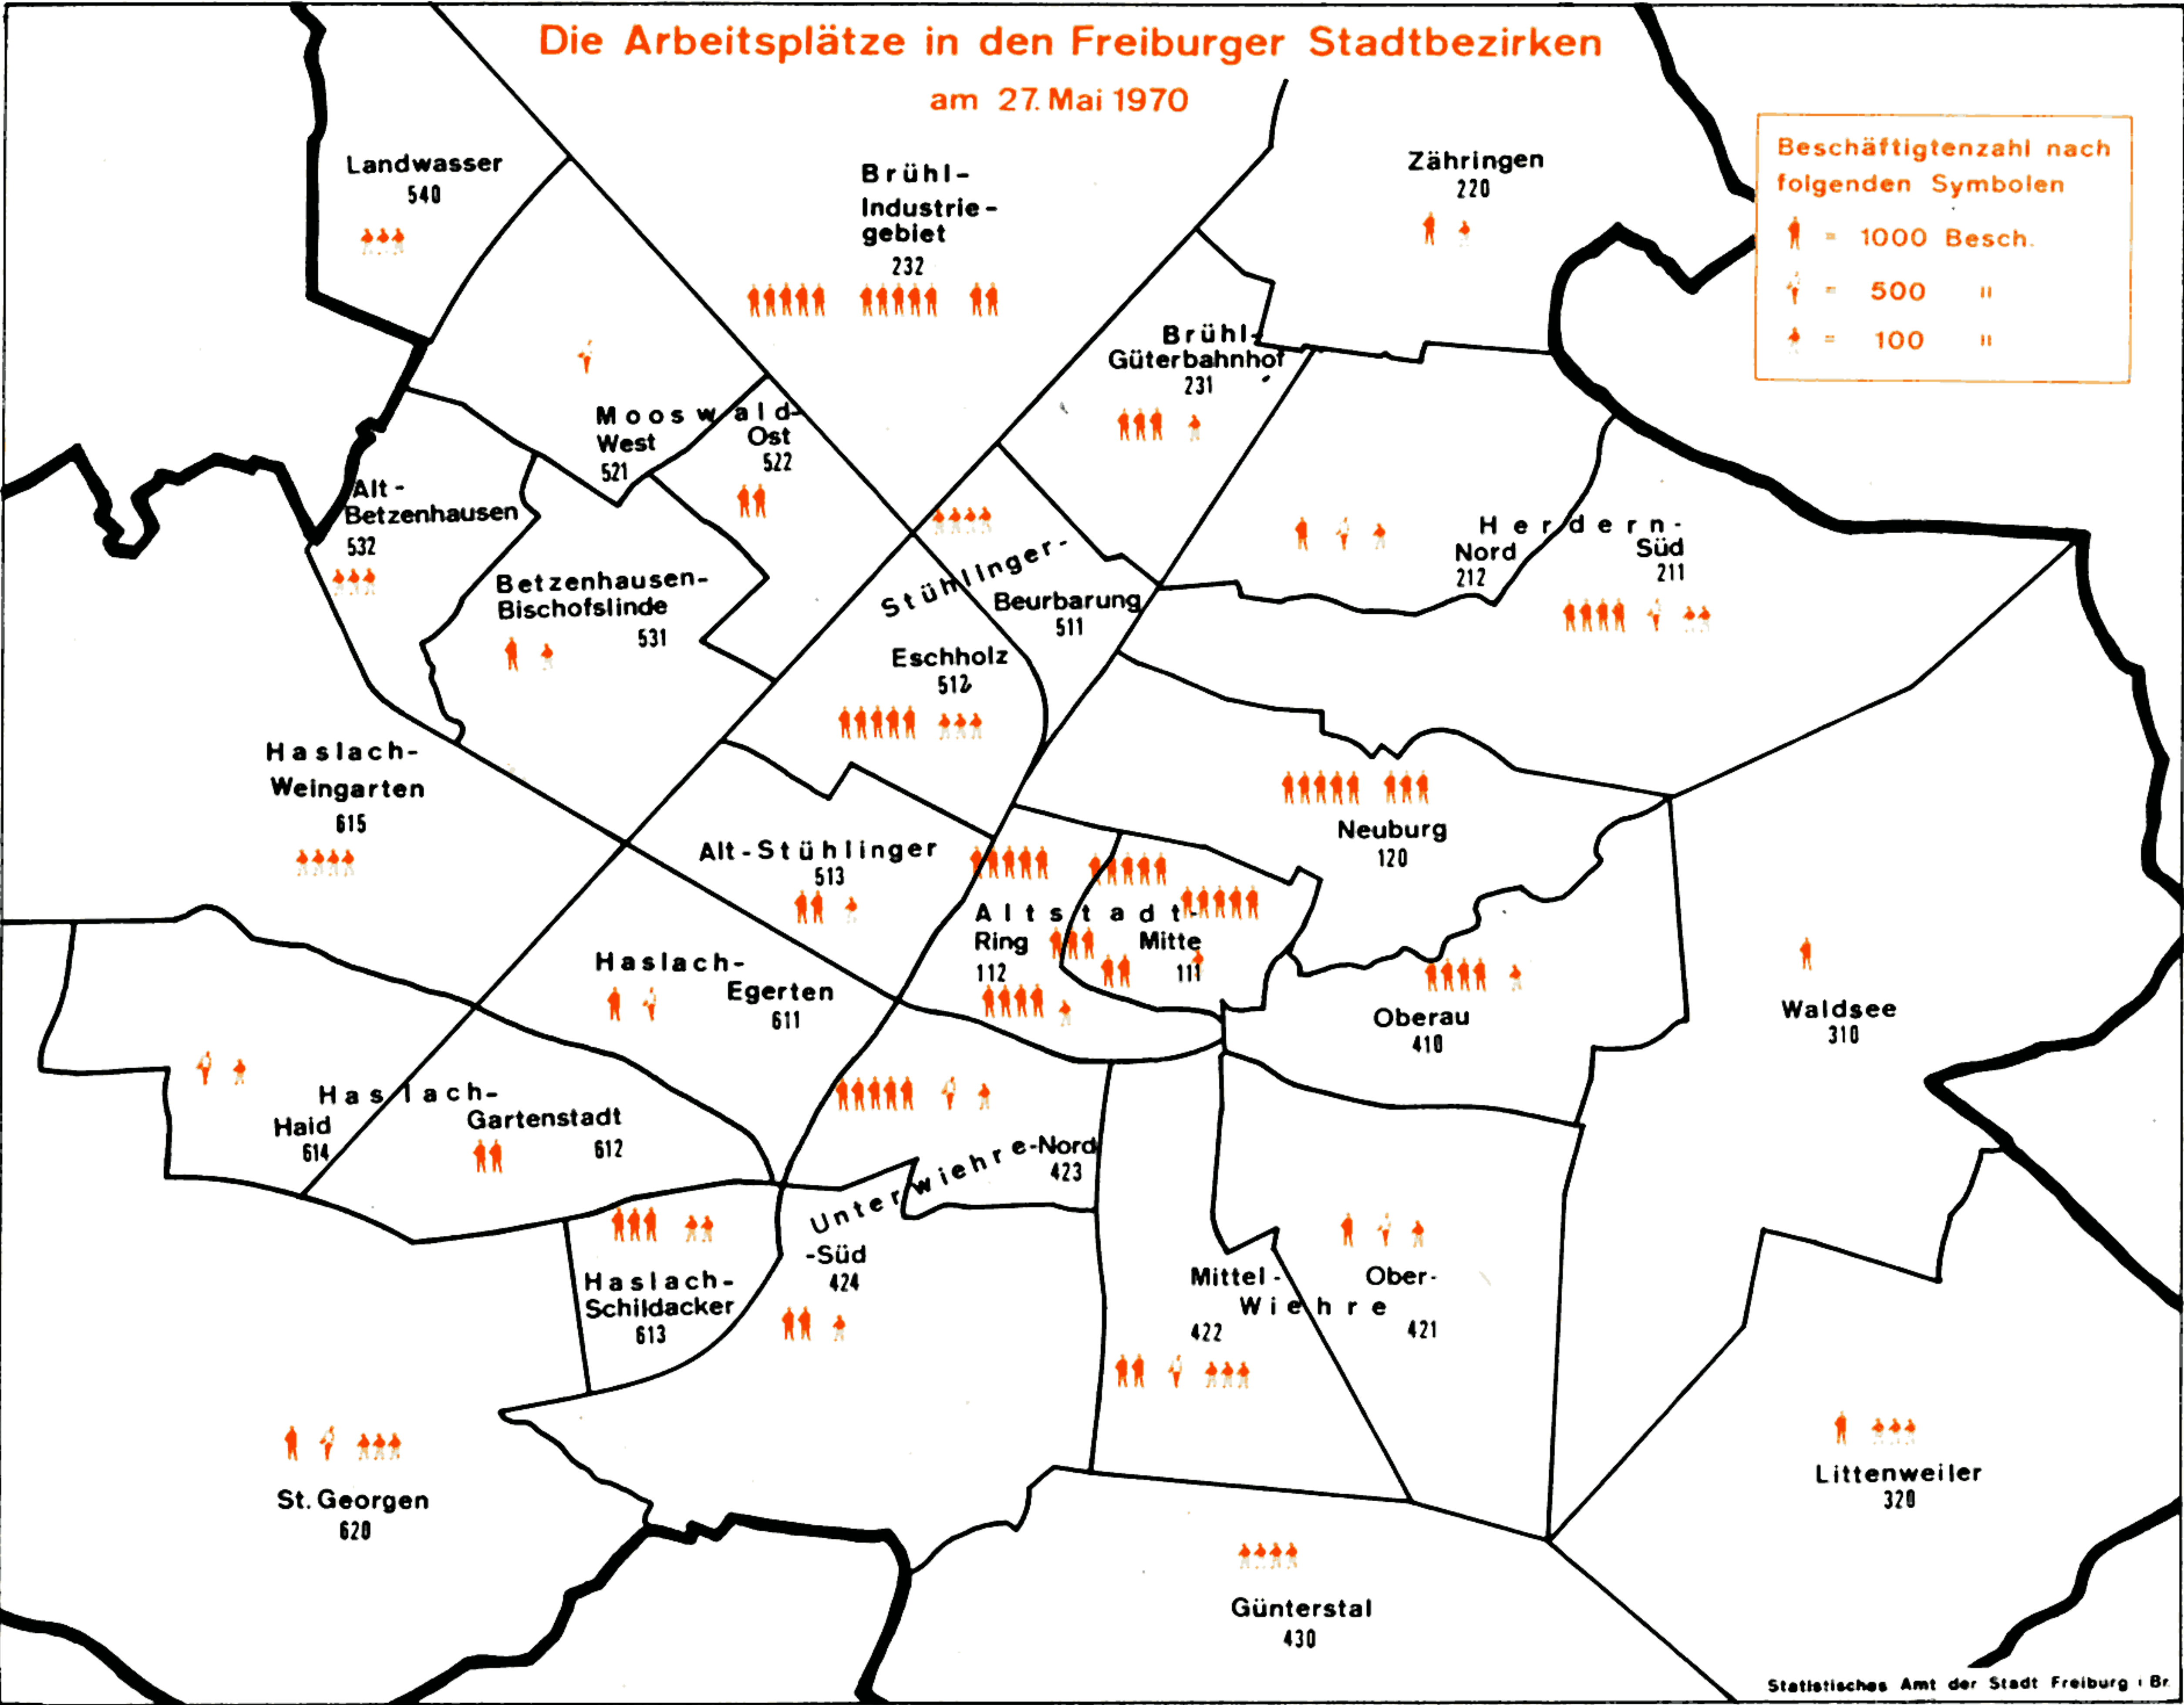 Die Arbeitsplätze in den Freiburger Stadtbezirken
am 27. Mai 1970
Beschäftigtenzahl nach
folgenden Symbolen
= 1000 Besch.
= 500 "
= 100 "
Landwasser
540
Brühl-
Industrie-
gebiet
232
Zähringen
220
Brühl-
Güterbahnhof
231
Mooswald-
West
521
Ost
522
Alt-
Betzenhausen
532
Betzenhausen-
Bischofslinde
531
Stühlinger-
Beurbarung
511
Eschholz
512
Herdern-
Nord
212
Süd
211
Haslach-
Weingarten
615
Alt-Stühlinger
513
Neuburg
120
Altstadt-
Ring
112
Mitte
111
Haslach-
Egerten
611
Oberau
410
Waldsee
310
Haslach-
Haid
614
Gartenstadt
612
Unterwiehre-Nord
423
-Süd
424
Haslach-
Schildacker
613
Mittel-
Ober-
Wiehre
422
421
St. Georgen
620
Littenweiler
320
Günterstal
430
Statistisches Amt der Stadt Freiburg i Br.